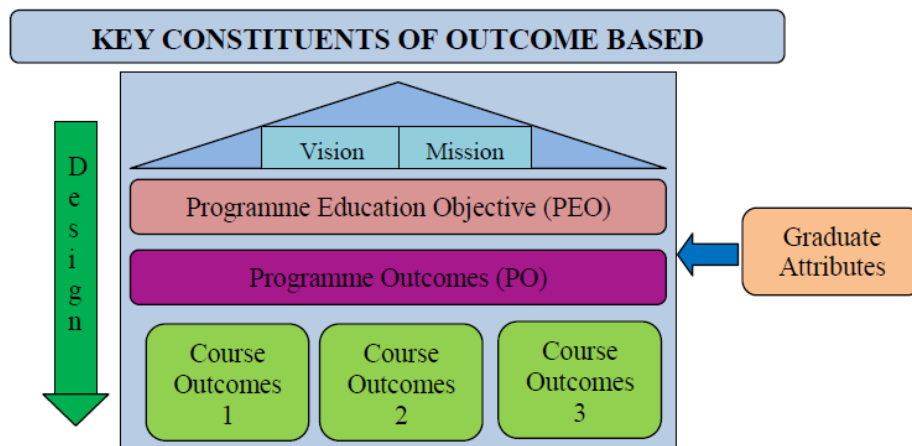 KEY CONSTITUENTS OF OUTCOME BASED
Design
Vision
Mission
Programme Education Objective (PEO)
Programme Outcomes (PO)
Graduate
Attributes
Course
Outcomes
1
Course
Outcomes
2
Course
Outcomes
3